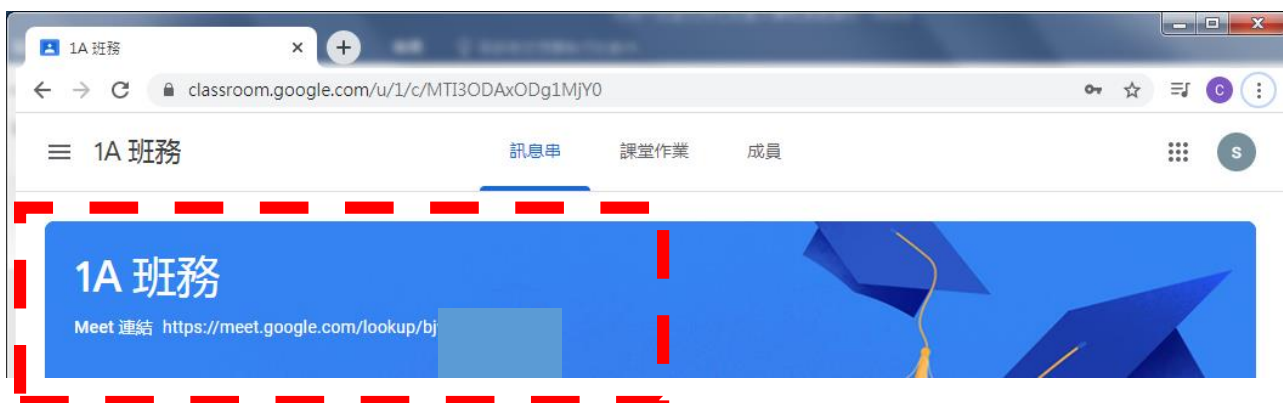 1A 班務
classroom.google.com/u/1/c/MTI3ODAxODg1MjY0
C
1A 班務
訊息串 課堂作業 成員
S
1A 班務
Meet 連結 https://meet.google.com/lookup/bj